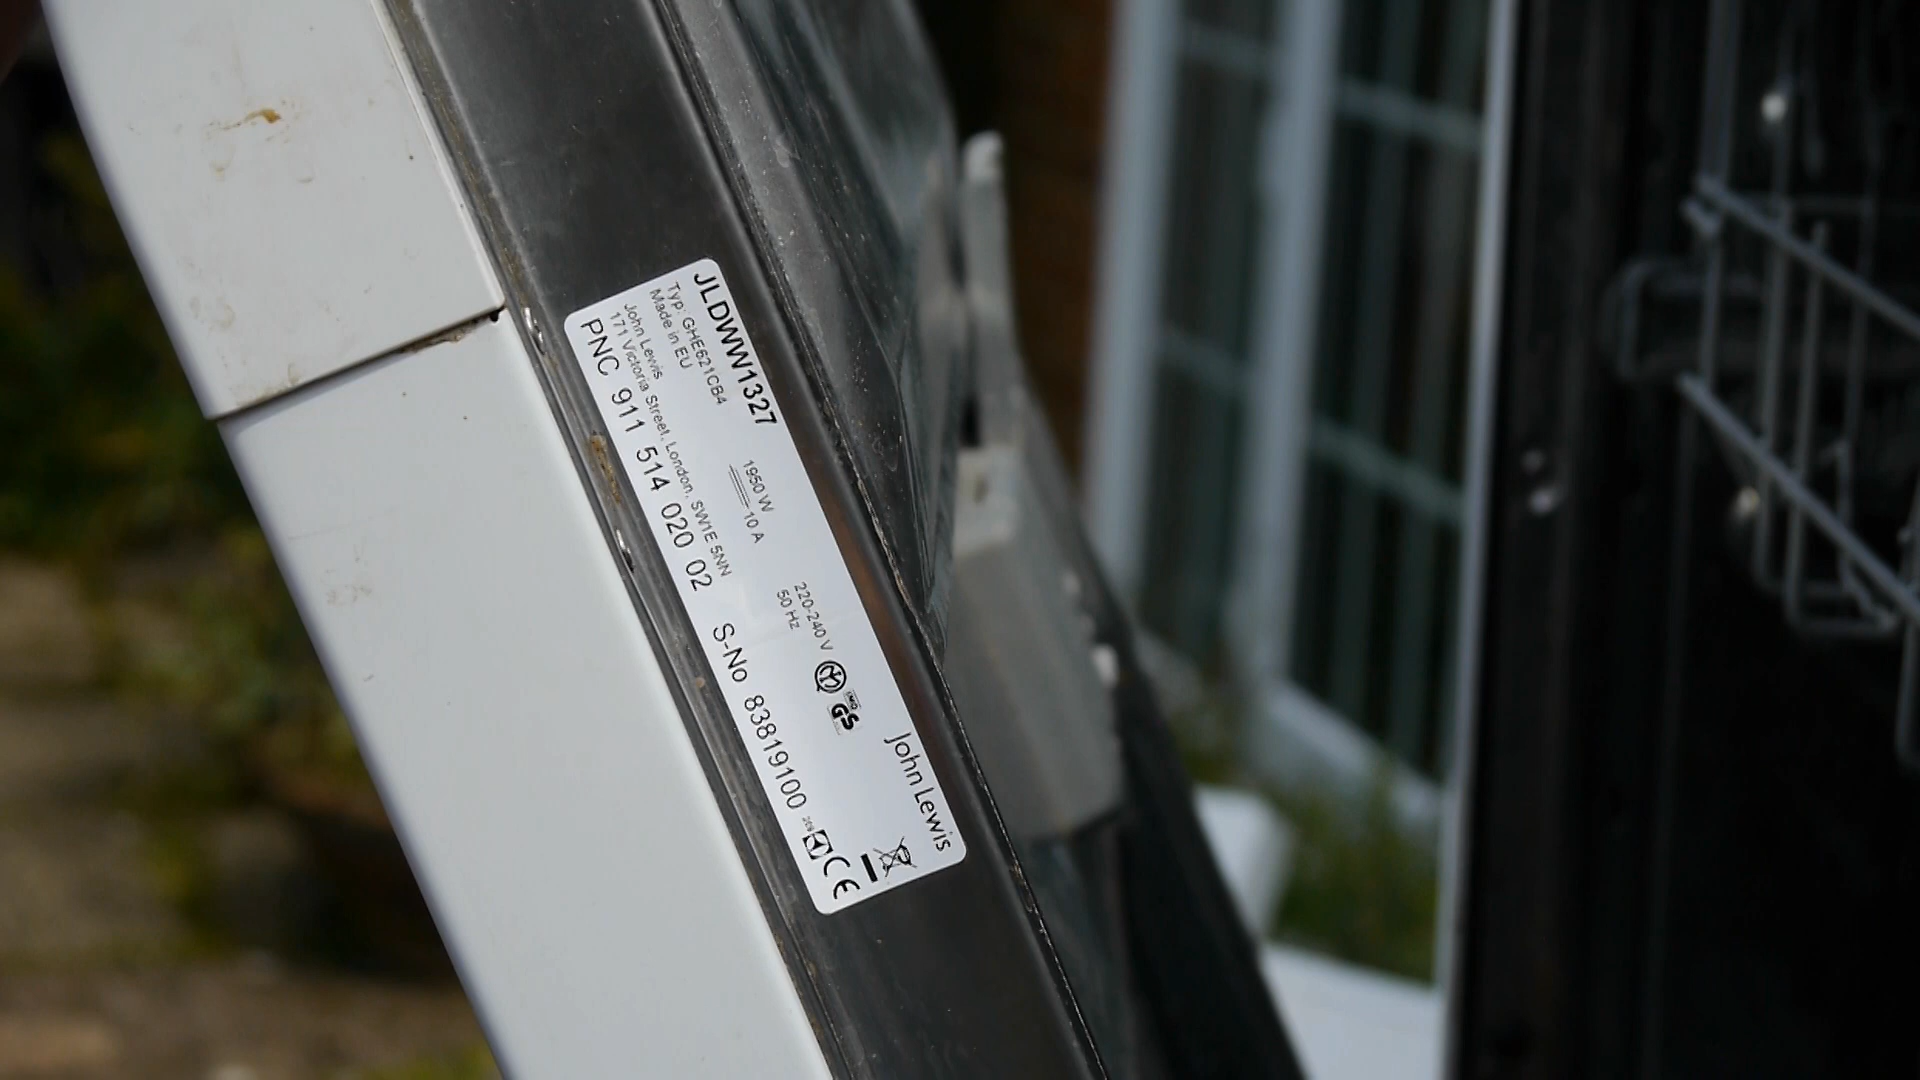 JLDWW1327
Typ: GHE621CB4
Made in EU
1950 W
10 A
220-240 V
50 Hz
GS
John Lewis
John Lewis
171 Victoria Street, London, SW1E 5NN
PNC 911 514 020 02 S-No 83819100
CE